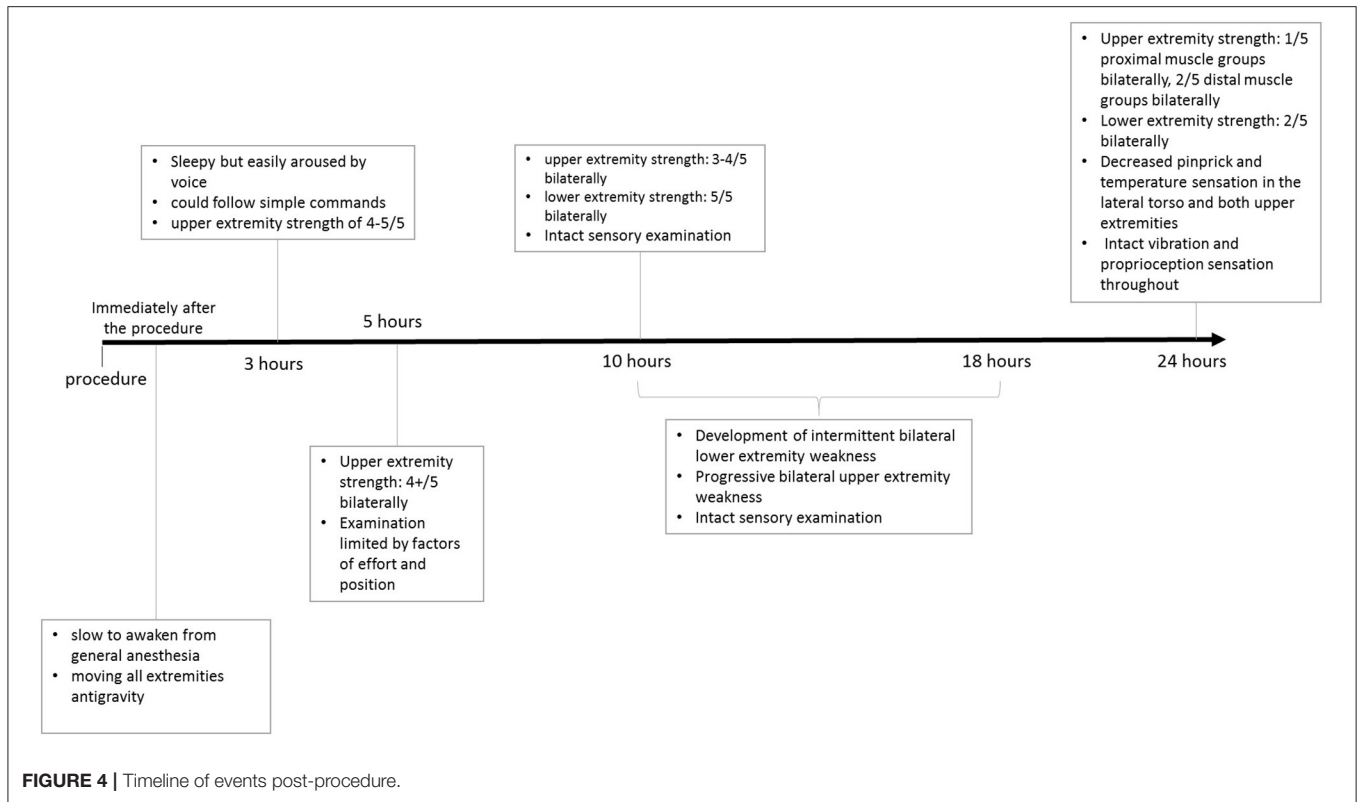 • Sleepy but easily aroused by
voice
• could follow simple commands
• upper extremity strength of 4-5/5
• upper extremity strength: 3-4/5
bilaterally
• lower extremity strength: 5/5
bilaterally
• Intact sensory examination
• Upper extremity strength: 1/5
proximal muscle groups
bilaterally, 2/5 distal muscle
groups bilaterally
• Lower extremity strength: 2/5
bilaterally
• Decreased pinprick and
temperature sensation in the
lateral torso and both upper
extremities
• Intact vibration and
proprioception sensation
throughout
Immediately after
the procedure
5 hours
procedure
3 hours
10 hours
18 hours
24 hours
• Upper extremity
strength: 4+/5
bilaterally
• Examination
limited by factors
of effort and
position
• Development of intermittent bilateral
lower extremity weakness
• Progressive bilateral upper extremity
weakness
• Intact sensory examination
• slow to awaken from
general anesthesia
• moving all extremities
antigravity
FIGURE 4 | Timeline of events post-procedure.